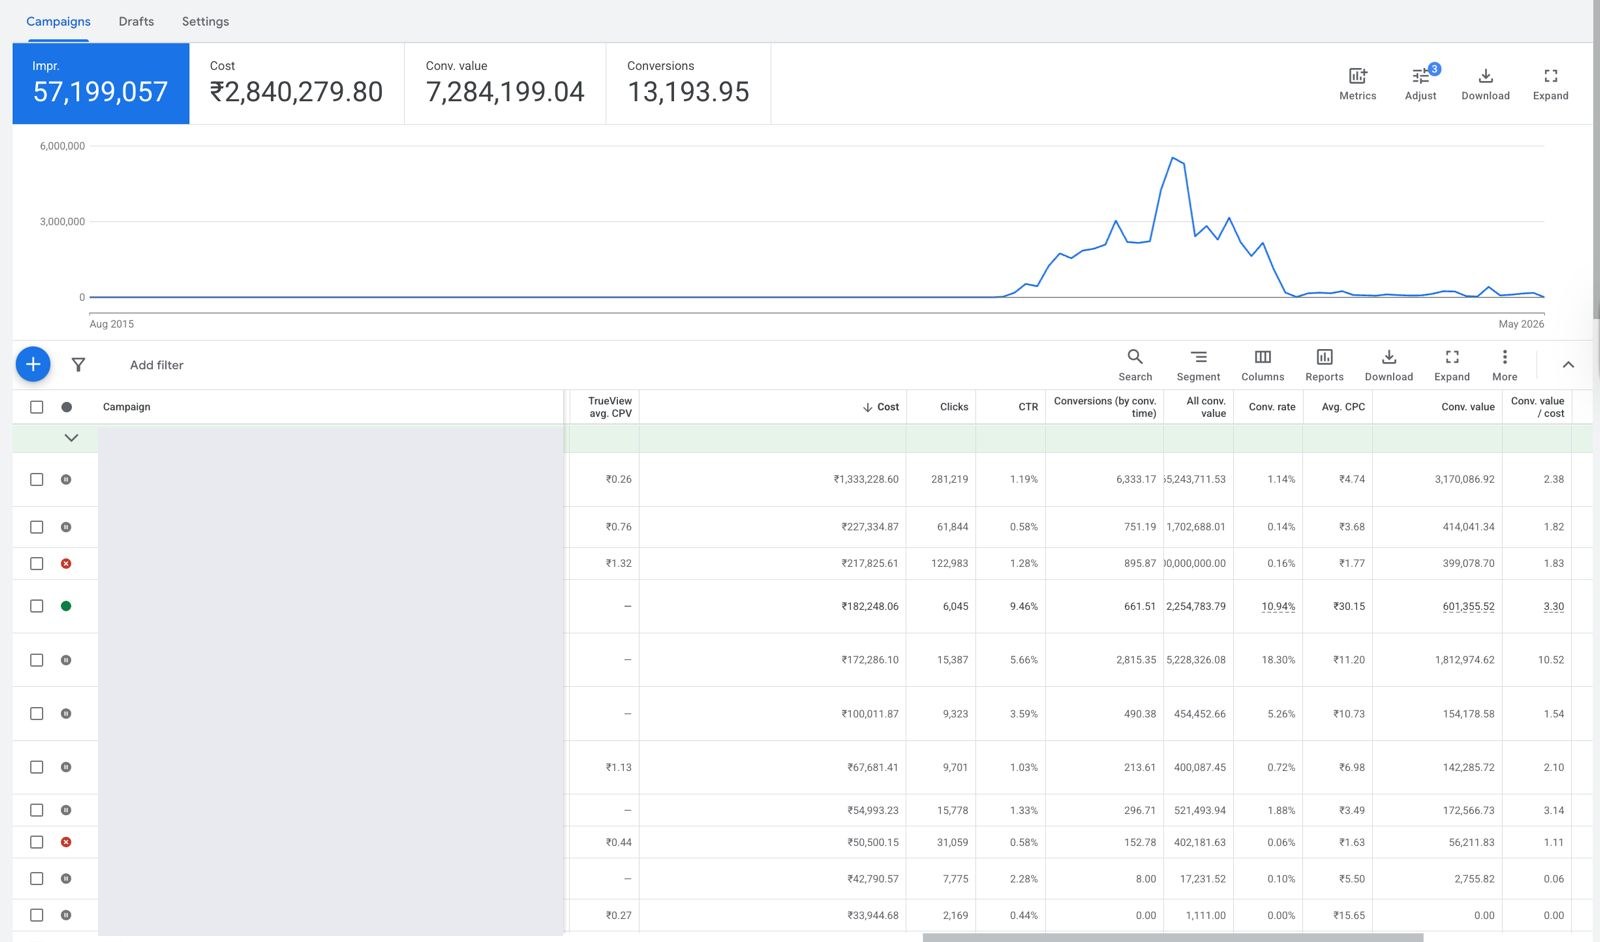 Campaigns Drafts Settings
Impr. Cost Conv. value Conversions
57,199,057 ₹2,840,279.80 7,284,199.04 13,193.95
3
Metrics Adjust Download Expand
6,000,000
3,000,000
0
Aug 2015 May 2026
Add filter
Search Segment Columns Reports Download Expand More
Campaign TrueView avg. CPV Cost Clicks CTR Conversions (by conv. time) All conv. value Conv. rate Avg. CPC Conv. value Conv. value / cost
₹0.26 ₹1,333,228.60 281,219 1.19% 6,333.17 5,243,711.53 1.14% ₹4.74 3,170,086.92 2.38
₹0.76 ₹227,334.87 61,844 0.58% 751.19 1,702,688.01 0.14% ₹3.68 414,041.34 1.82
₹1.32 ₹217,825.61 122,983 1.28% 895.87 0,000,000.00 0.16% ₹1.77 399,078.70 1.83
— ₹182,248.06 6,045 9.46% 661.51 2,254,783.79 10.94% ₹30.15 601,355.52 3.30
— ₹172,286.10 15,387 5.66% 2,815.35 5,228,326.08 18.30% ₹11.20 1,812,974.62 10.52
— ₹100,011.87 9,323 3.59% 490.38 454,452.66 5.26% ₹10.73 154,178.58 1.54
₹1.13 ₹67,681.41 9,701 1.03% 213.61 400,087.45 0.72% ₹6.98 142,285.72 2.10
— ₹54,993.23 15,778 1.33% 296.71 521,493.94 1.88% ₹3.49 172,566.73 3.14
₹0.44 ₹50,500.15 31,059 0.58% 152.78 402,181.63 0.06% ₹1.63 56,211.83 1.11
— ₹42,790.57 7,775 2.28% 8.00 17,231.52 0.10% ₹5.50 2,755.82 0.06
₹0.27 ₹33,944.68 2,169 0.44% 0.00 1,111.00 0.00% ₹15.65 0.00 0.00